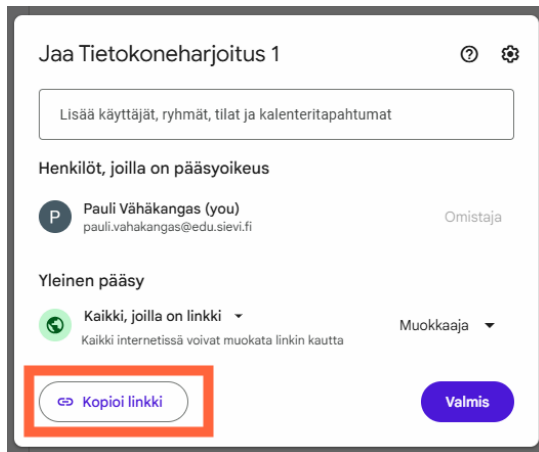 Jaa Tietokoneharjoitus 1
Lisää käyttäjät, ryhmät, tilat ja kalenteritapahtumat
Henkilöt, joilla on pääsyoikeus
P
Pauli Vähäkangas (you)
pauli.vahakangas@edu.sievi.fi
Omistaja
Yleinen pääsy
Kaikki, joilla on linkki
Kaikki internetissä voivat muokata linkin kautta
Muokkaaja
Kopioi linkki
Valmis